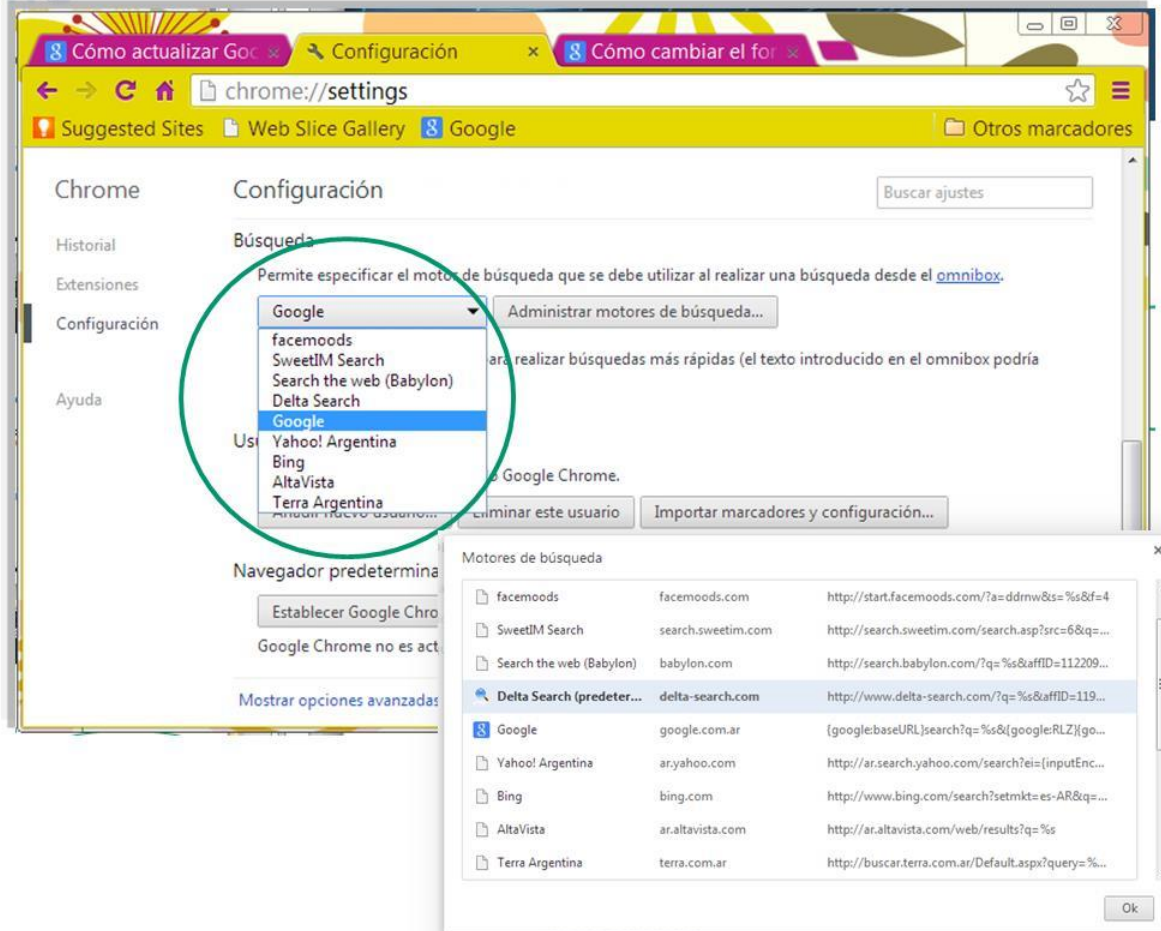 Cómo actualizar Goo
Configuración
Cómo cambiar el for
chrome://settings
Suggested Sites Web Slice Gallery Google Otros marcadores
Chrome
Historial
Extensiones
Configuración
Ayuda
Configuración
Buscar ajustes
Búsqueda
Permite especificar el motor de búsqueda que se debe utilizar al realizar una búsqueda desde el omnibox.
Google
Administrar motores de búsqueda...
facemoods
SweetIM Search
Search the web (Babylon)
Delta Search
Google
Yahoo! Argentina
Bing
AltaVista
Terra Argentina
para realizar búsquedas más rápidas (el texto introducido en el omnibox podría
Google Chrome.
Añadir nuevo usuario... Eliminar este usuario Importar marcadores y configuración...
Navegador predetermina
Establecer Google Chro
Google Chrome no es act
Mostrar opciones avanzadas
Motores de búsqueda
facemoods facemoods.com http://start.facemoods.com/?a=ddrnw&s=%s&f=4
SweetIM Search search.sweetim.com http://search.sweetim.com/search.asp?src=6&q=...
Search the web (Babylon) babylon.com http://search.babylon.com/?q=%s&affID=112209...
Delta Search (predeter... delta-search.com http://www.delta-search.com/?q=%s&affID=119...
Google google.com.ar {google:baseURL}search?q=%s&{google:RLZ}{go...
Yahoo! Argentina ar.yahoo.com http://ar.search.yahoo.com/search?ei={inputEnc...
Bing bing.com http://www.bing.com/search?setmkt=es-AR&q=...
AltaVista ar.altavista.com http://ar.altavista.com/web/results?q=%s
Terra Argentina terra.com.ar http://buscar.terra.com.ar/Default.aspx?query=%...
Ok